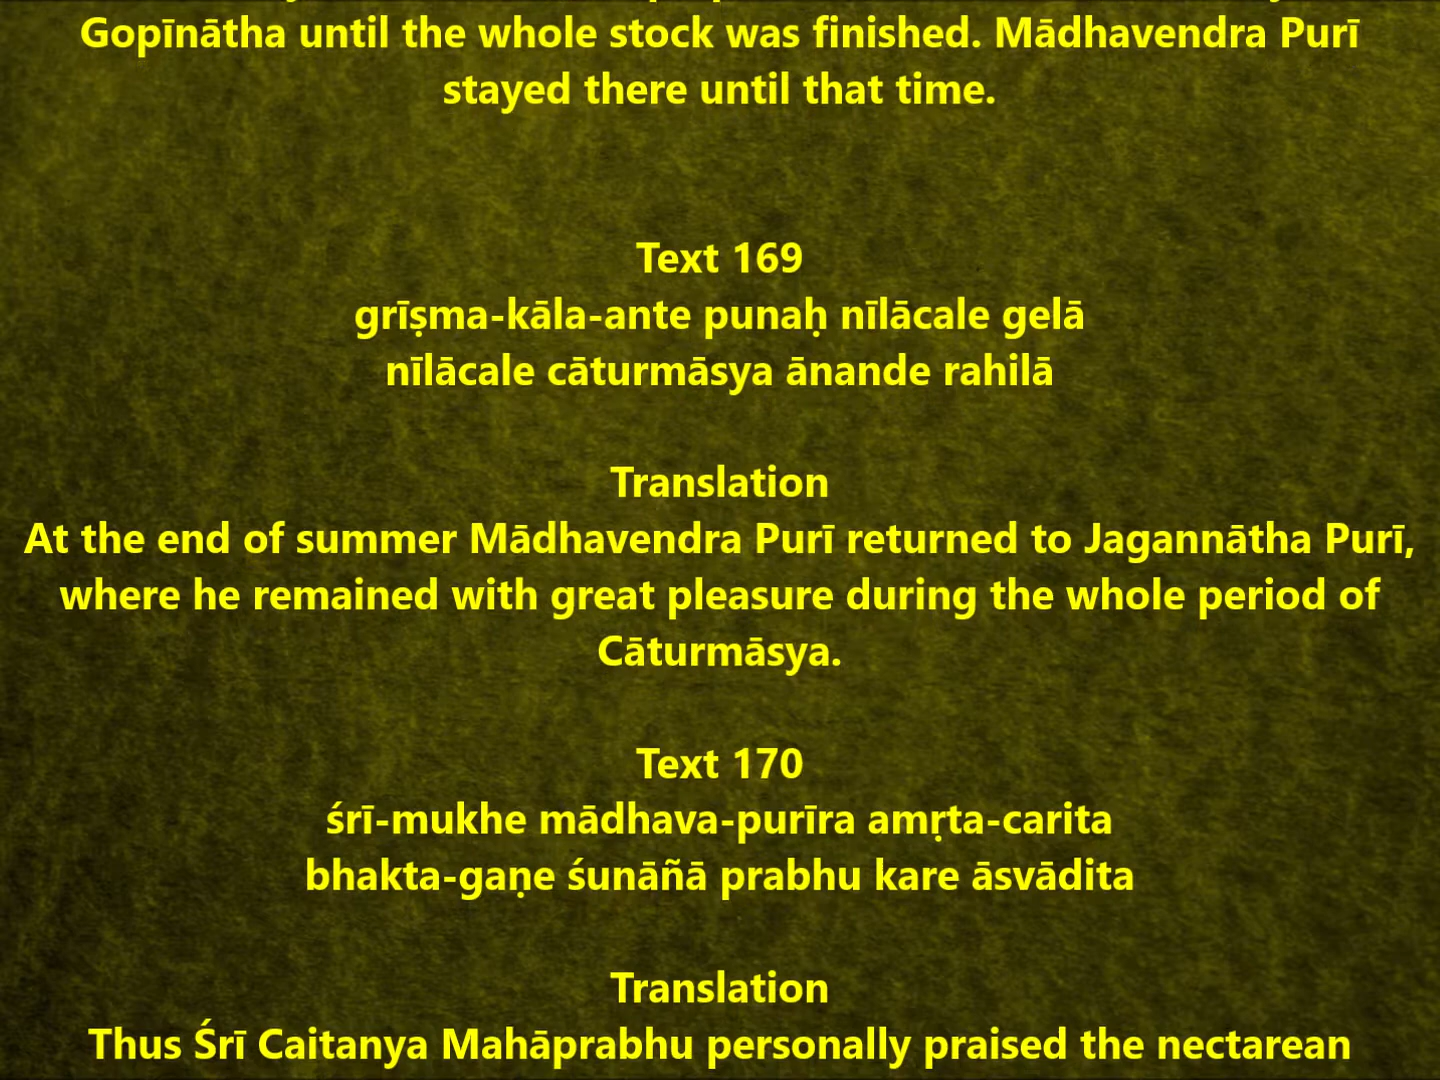 Gopīnātha until the whole stock was finished. Mādhavendra Purī
stayed there until that time.
Text 169
grīṣma-kāla-ante punaḥ nīlācale gelā
nīlācale cāturmāsya ānande rahilā
Translation
At the end of summer Mādhavendra Purī returned to Jagannātha Purī,
where he remained with great pleasure during the whole period of
Cāturmāsya.
Text 170
śrī-mukhe mādhava-purīra amṛta-carita
bhakta-gaṇe śunāñā prabhu kare āsvādita
Translation
Thus Śrī Caitanya Mahāprabhu personally praised the nectarean